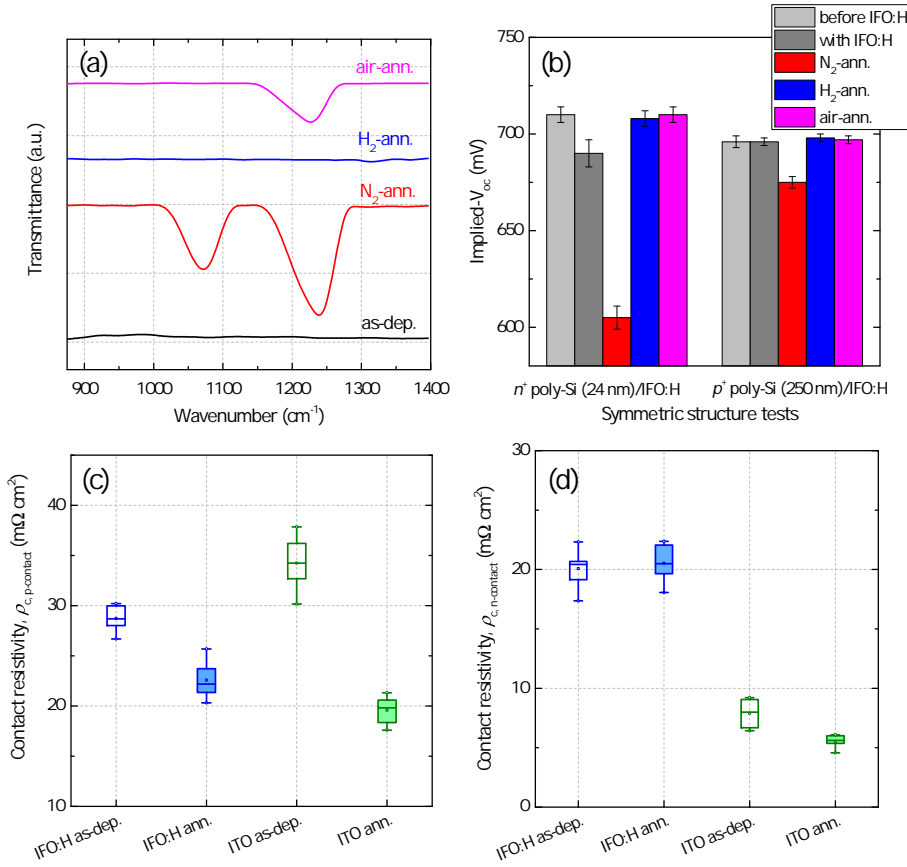 (a)
air-ann.
H2-ann.
N2-ann.
as-dep.
Transmittance (a.u.)
900 1000 1100 1200 1300 1400
Wavenumber (cm-1)
(b)
before IFO:H
with IFO:H
N2-ann.
H2-ann.
air-ann.
750
700
650
600
Implied-Voc (mV)
n+ poly-Si (24 nm)/IFO:H p+ poly-Si (250 nm)/IFO:H
Symmetric structure tests
(c)
40
30
20
10
Contact resistivity, ρc, p-contact (mΩ cm2)
IFO:H as-dep. IFO:H ann. ITO as-dep. ITO ann.
(d)
30
20
10
0
Contact resistivity, ρc, n-contact (mΩ cm2)
IFO:H as-dep. IFO:H ann. ITO as-dep. ITO ann.